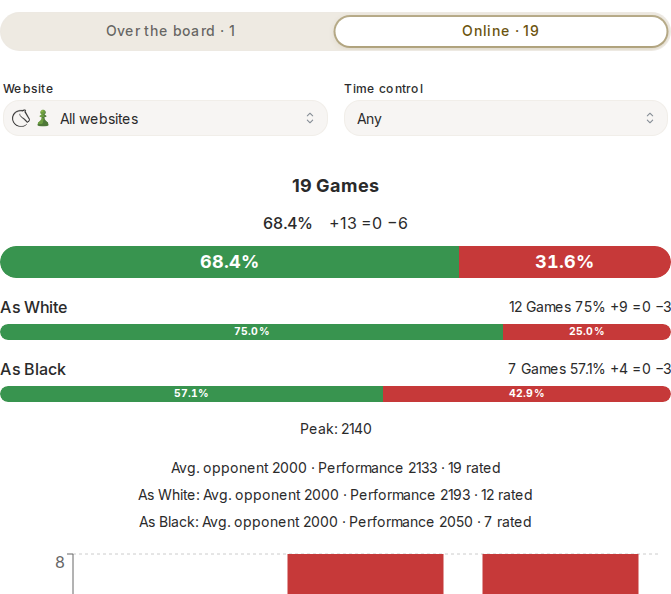 Over the board · 1
Online · 19
Website
Time control
All websites
Any
19 Games
68.4% +13 =0 −6
68.4%
31.6%
As White
12 Games 75% +9 =0 −3
75.0%
25.0%
As Black
7 Games 57.1% +4 =0 −3
57.1%
42.9%
Peak: 2140
Avg. opponent 2000 · Performance 2133 · 19 rated
As White: Avg. opponent 2000 · Performance 2193 · 12 rated
As Black: Avg. opponent 2000 · Performance 2050 · 7 rated
8